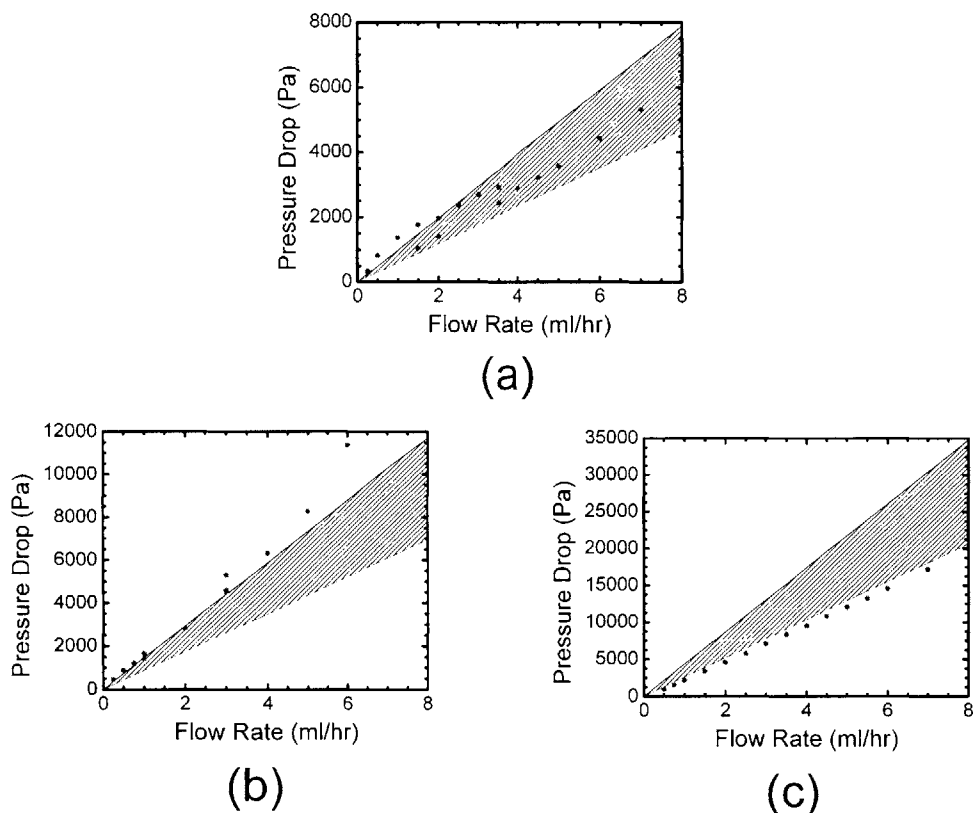 8000
6000
4000
2000
0
Pressure Drop (Pa)
0 2 4 6 8
Flow Rate (ml/hr)
(a)
12000
10000
8000
6000
4000
2000
0
Pressure Drop (Pa)
0 2 4 6 8
Flow Rate (ml/hr)
(b)
35000
30000
25000
20000
15000
10000
5000
0
Pressure Drop (Pa)
0 2 4 6 8
Flow Rate (ml/hr)
(c)